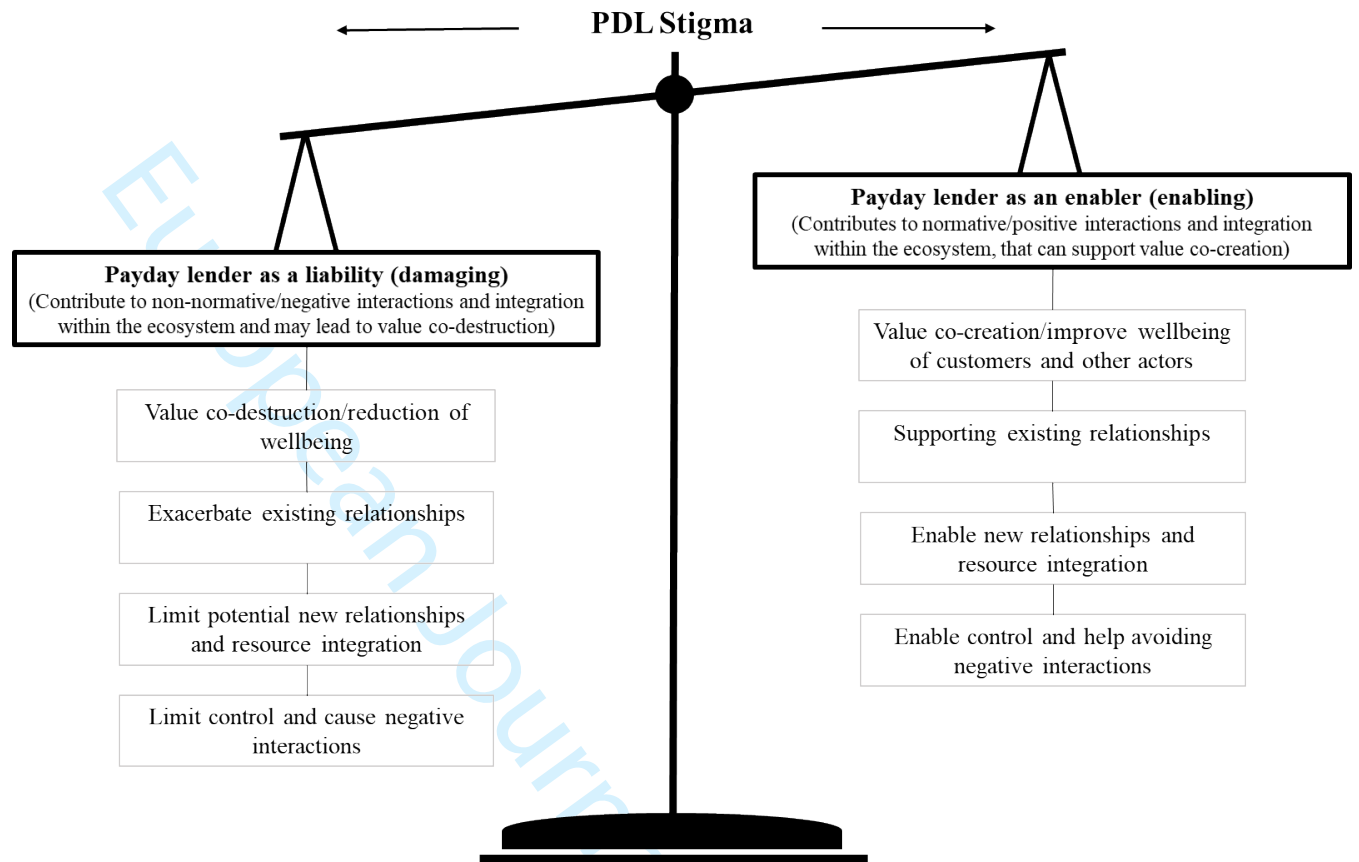 PDL Stigma
Payday lender as a liability (damaging)
(Contribute to non-normative/negative interactions and integration
within the ecosystem and may lead to value co-destruction)
Value co-destruction/reduction of
wellbeing
Exacerbate existing relationships
Limit potential new relationships
and resource integration
Limit control and cause negative
interactions
Payday lender as an enabler (enabling)
(Contributes to normative/positive interactions and integration
within the ecosystem, that can support value co-creation)
Value co-creation/improve wellbeing
of customers and other actors
Supporting existing relationships
Enable new relationships and
resource integration
Enable control and help avoiding
negative interactions
European Journ